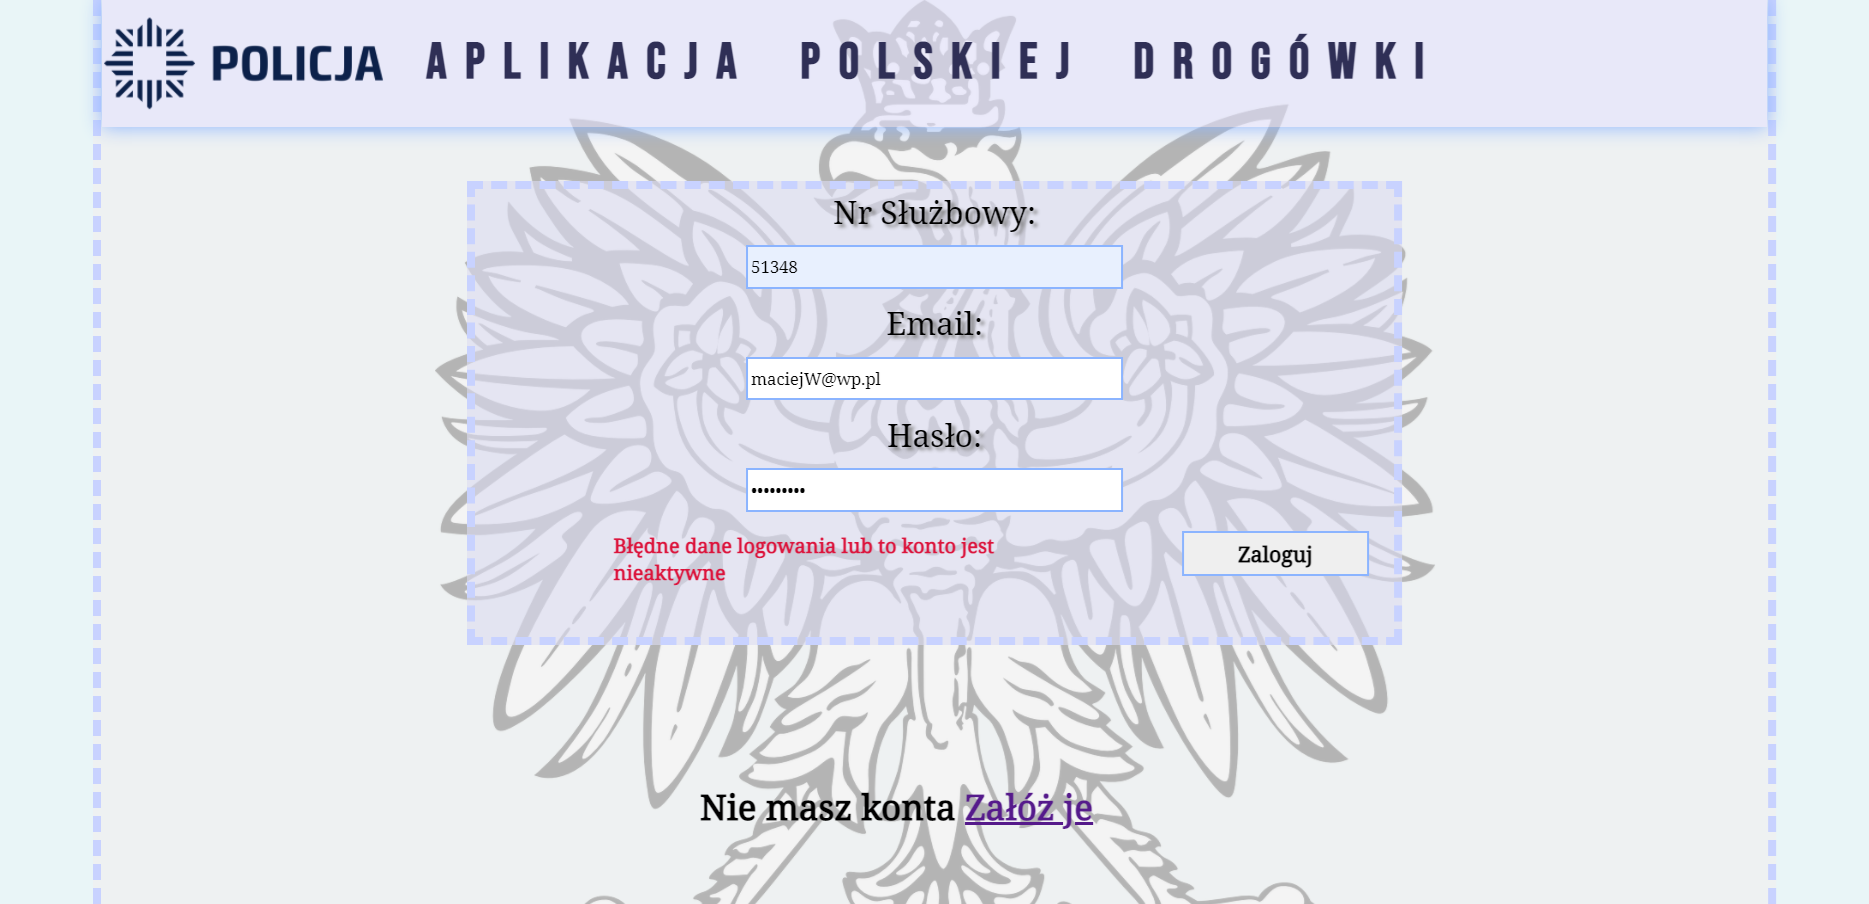 POLICJA
APLIKACJA POLSKIEJ DROGÓWKI
Nr Służbowy:
51348
Email:
maciejW@wp.pl
Hasło:
•••••••••
Błędne dane logowania lub to konto jest
nieaktywne
Zaloguj
Nie masz konta Załóż je